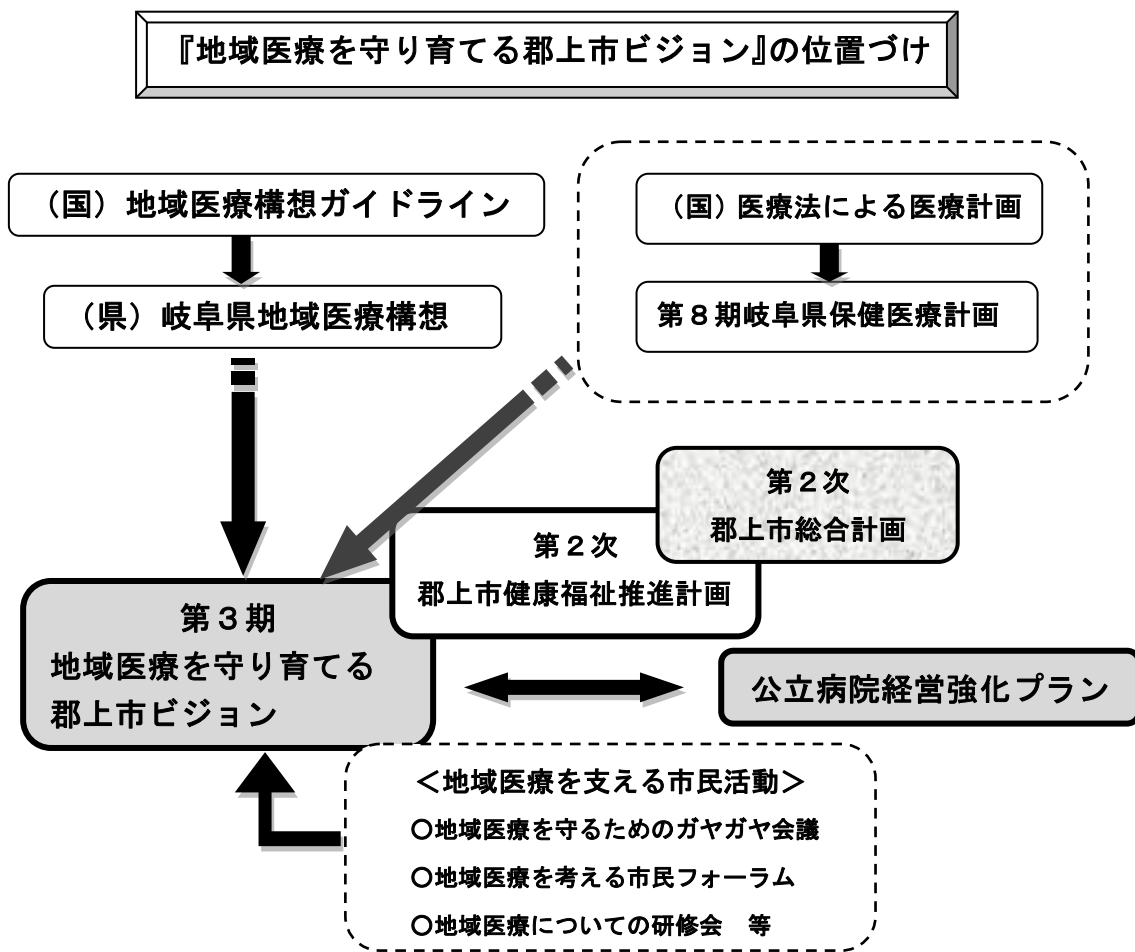 『地域医療を守り育てる郡上市ビジョン』の位置づけ
（国）地域医療構想ガイドライン
（県）岐阜県地域医療構想
（国）医療法による医療計画
第８期岐阜県保健医療計画
第２次
郡上市総合計画
第２次
郡上市健康福祉推進計画
第３期
地域医療を守り育てる
郡上市ビジョン
公立病院経営強化プラン
＜地域医療を支える市民活動＞
○地域医療を守るためのガヤガヤ会議
○地域医療を考える市民フォーラム
○地域医療についての研修会　等